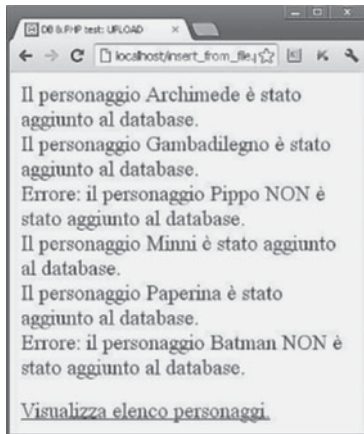 DB & PHP test: UPLOAD
localhost/insert_from_file.p
Il personaggio Archimede è stato
aggiunto al database.
Il personaggio Gambadilegno è stato
aggiunto al database.
Errore: il personaggio Pippo NON è
stato aggiunto al database.
Il personaggio Minni è stato aggiunto
al database.
Il personaggio Paperina è stato
aggiunto al database.
Errore: il personaggio Batman NON è
stato aggiunto al database.
Visualizza elenco personaggi.